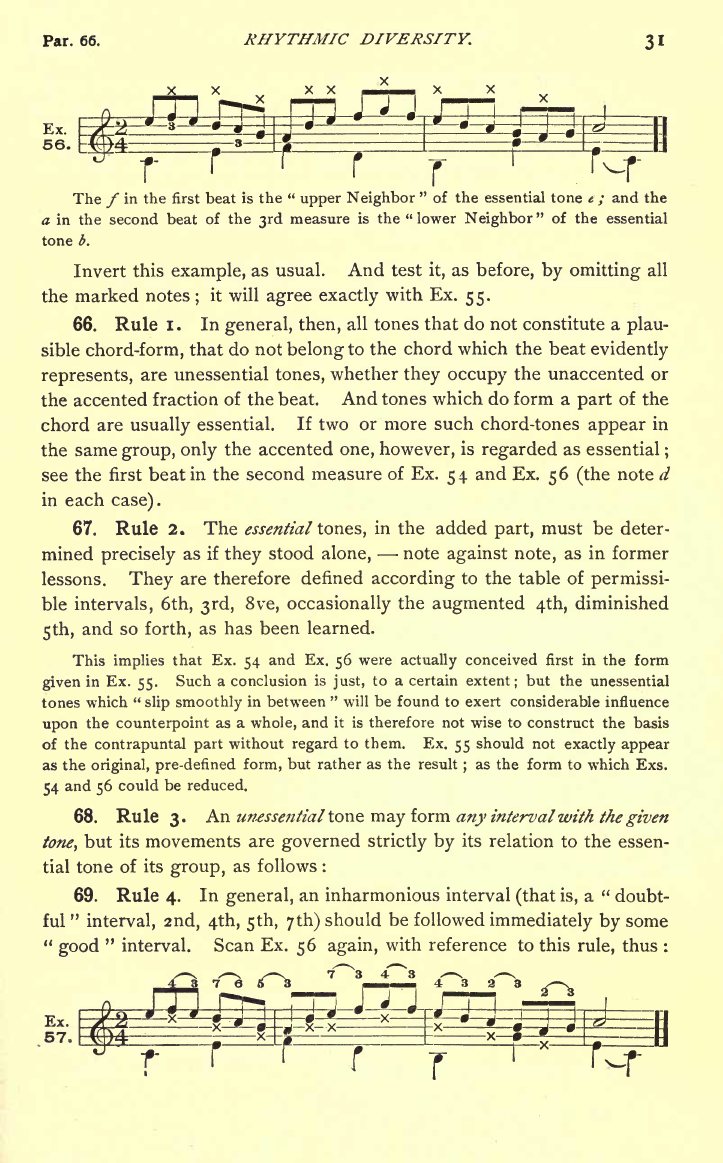 Par. 66. RHYTHMIC DIVERSITY. 31
x x x x x x x x x
Ex. 56. 2 4 3 3
The f in the first beat is the “ upper Neighbor ” of the essential tone e ; and the
a in the second beat of the 3rd measure is the “ lower Neighbor ” of the essential
tone b.
Invert this example, as usual. And test it, as before, by omitting all
the marked notes ; it will agree exactly with Ex. 55.
66. Rule 1. In general, then, all tones that do not constitute a plau-
sible chord-form, that do not belong to the chord which the beat evidently
represents, are unessential tones, whether they occupy the unaccented or
the accented fraction of the beat. And tones which do form a part of the
chord are usually essential. If two or more such chord-tones appear in
the same group, only the accented one, however, is regarded as essential ;
see the first beat in the second measure of Ex. 54 and Ex. 56 (the note d
in each case).
67. Rule 2. The essential tones, in the added part, must be deter-
mined precisely as if they stood alone, — note against note, as in former
lessons. They are therefore defined according to the table of permissi-
ble intervals, 6th, 3rd, 8ve, occasionally the augmented 4th, diminished
5th, and so forth, as has been learned.
This implies that Ex. 54 and Ex. 56 were actually conceived first in the form
given in Ex. 55. Such a conclusion is just, to a certain extent ; but the unessential
tones which “ slip smoothly in between ” will be found to exert considerable influence
upon the counterpoint as a whole, and it is therefore not wise to construct the basis
of the contrapuntal part without regard to them. Ex. 55 should not exactly appear
as the original, pre-defined form, but rather as the result ; as the form to which Exs.
54 and 56 could be reduced.
68. Rule 3. An unessential tone may form any interval with the given
tone, but its movements are governed strictly by its relation to the essen-
tial tone of its group, as follows :
69. Rule 4. In general, an inharmonious interval (that is, a “ doubt-
ful ” interval, 2nd, 4th, 5th, 7th) should be followed immediately by some
“ good ” interval. Scan Ex. 56 again, with reference to this rule, thus :
4 3 7 6 5 3 7 3 4 3 4 3 2 3 2 3
Ex. 57. 2 4 x x x x x x x x x